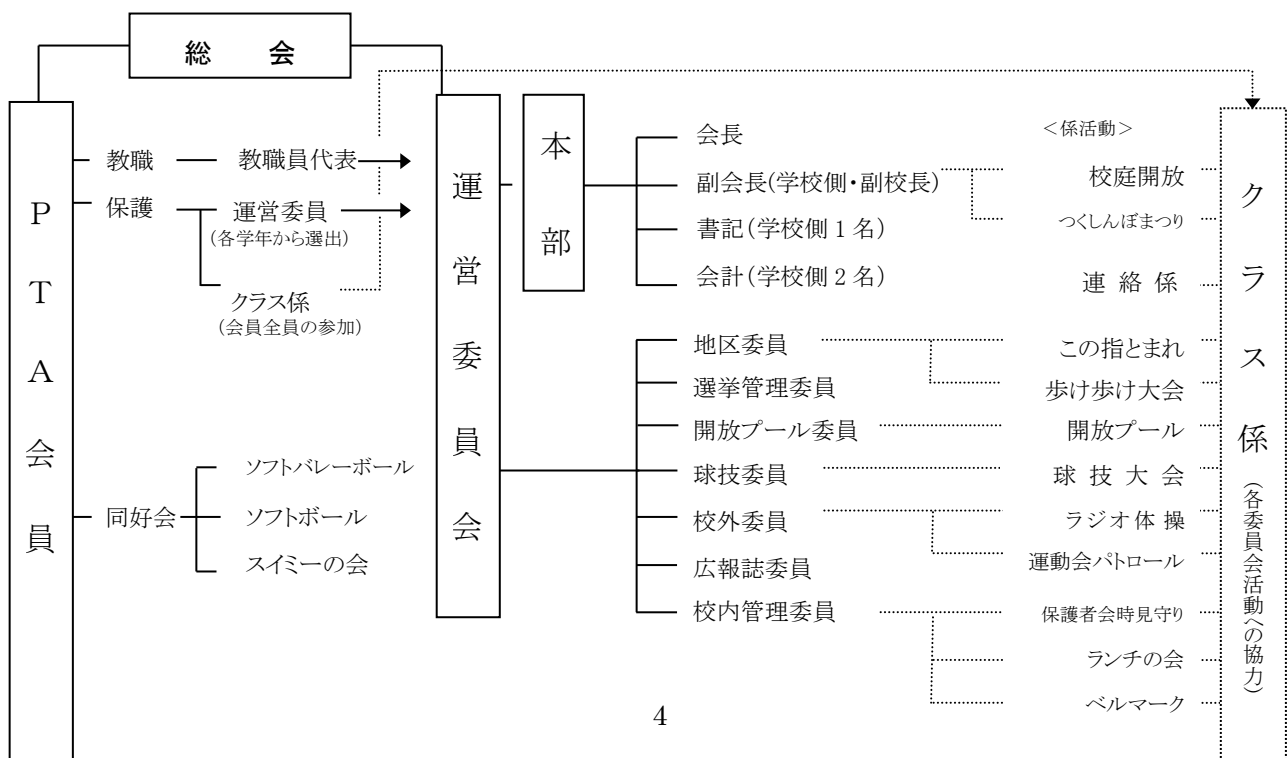 総　会
PTA会員
教職
教職員代表
保護
運営委員
（各学年から選出
クラス係
（会員全員の参加）
同好会
ソフトバレーボール
ソフトボール
スイミーの会
運営委員会
本部
会長
副会長（学校側・副校長）
書記（学校側１名）
会計（学校側２名）
地区委員
選挙管理委員
開放プール委員
球技委員
校外委員
広報誌委員
校内管理委員
＜係活動＞
校庭開放
つくしんぼまつり
連絡係
この指とまれ
歩け歩け大会
開放プール
球技大会
ラジオ体操
運動会パトロール
保護者会時見守り
ランチの会
ベルマーク
クラス係（各委員会活動への協力）
4